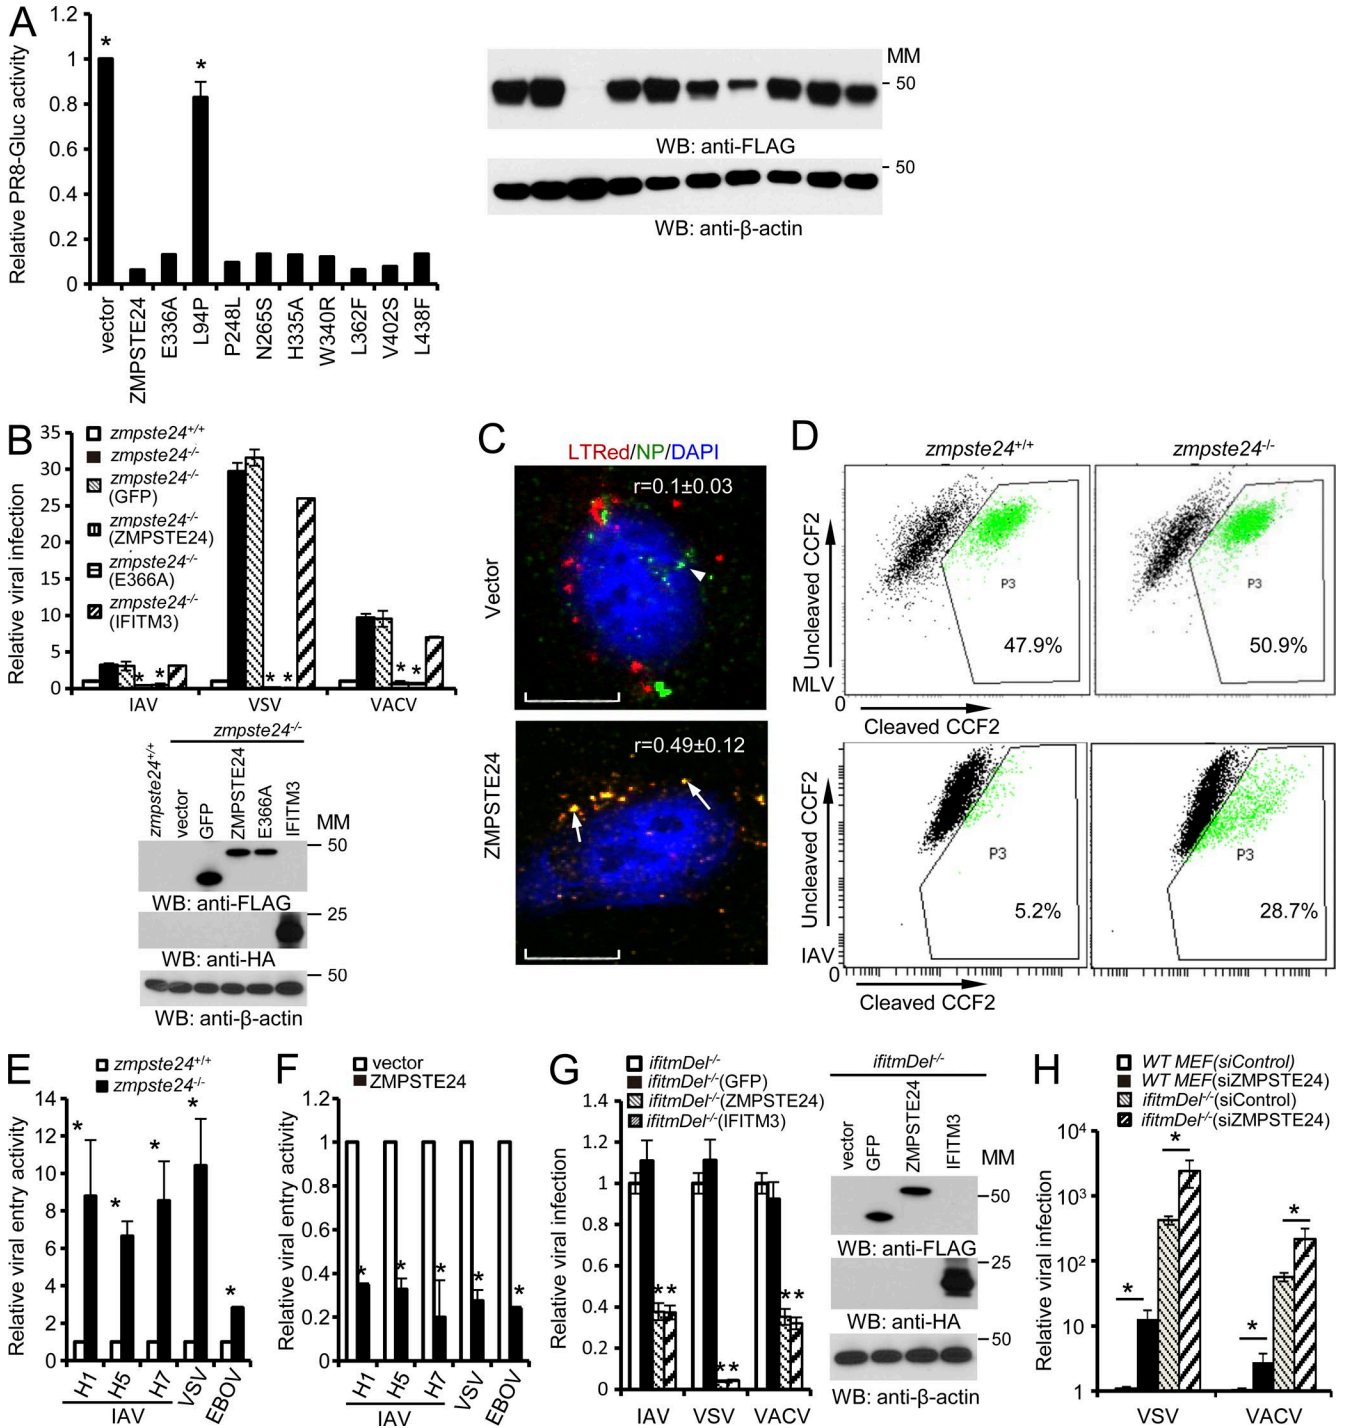 A
Relative PR8-Gluc activity
1.2
1
0.8
0.6
0.4
0.2
0
*
*
vector
ZMPSTE24
E336A
L94P
P248L
N265S
H335A
W340R
L362F
V402S
L438F
MM
50
WB: anti-FLAG
50
WB: anti-β-actin
B
Relative viral infection
35
30
25
20
15
10
5
0
zmpste24+/+
zmpste24-/-
zmpste24-/-
(GFP)
zmpste24-/-
(ZMPSTE24)
zmpste24-/-
(E366A)
zmpste24-/-
(IFITM3)
* *
* *
* *
IAV VSV VACV
zmpste24-/-
zmpste24+/+
vector
GFP
ZMPSTE24
E366A
IFITM3
MM
50
WB: anti-FLAG
25
WB: anti-HA
50
WB: anti-β-actin
C
LTRed/NP/DAPI
Vector
r=0.1±0.03
ZMPSTE24
r=0.49±0.12
D
zmpste24+/+ zmpste24-/-
Uncleaved CCF2
P3
47.9%
P3
50.9%
MLV
0
Cleaved CCF2
Uncleaved CCF2
P3
5.2%
P3
28.7%
IAV
0
Cleaved CCF2
E
zmpste24+/+
zmpste24-/-
Relative viral entry activity
14
12
10
8
6
4
2
0
* * * * *
H1 H5 H7 VSV EBOV
IAV
F
vector
ZMPSTE24
Relative viral entry activity
1.2
1
0.8
0.6
0.4
0.2
0
* * * * *
H1 H5 H7 VSV EBOV
IAV
G
ifitmDel-/-
ifitmDel-/-(GFP)
ifitmDel-/-(ZMPSTE24)
ifitmDel-/-(IFITM3)
Relative viral infection
1.4
1.2
1
0.8
0.6
0.4
0.2
0
**
**
**
IAV VSV VACV
ifitmDel-/-
vector
GFP
ZMPSTE24
IFITM3
MM
50
WB: anti-FLAG
25
WB: anti-HA
50
WB: anti-β-actin
H
WT MEF(siControl)
WT MEF(siZMPSTE24)
ifitmDel-/-(siControl)
ifitmDel-/-(siZMPSTE24)
Relative viral infection
10⁴
10³
10²
10
1
* * * *
VSV VACV